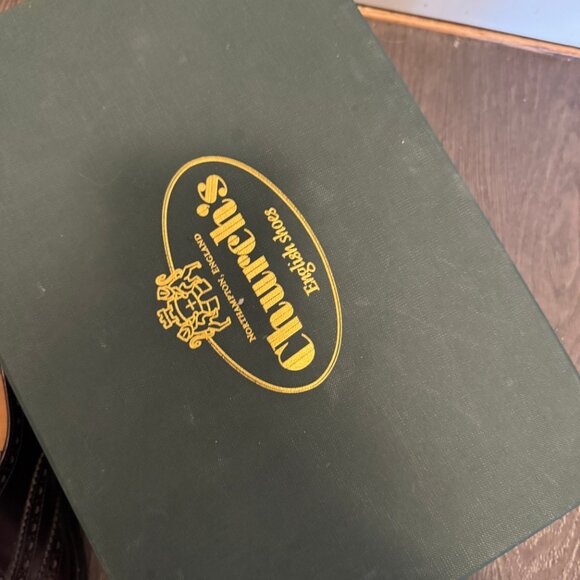 NORTHAMPTON, ENGLAND
Church's
English shoes